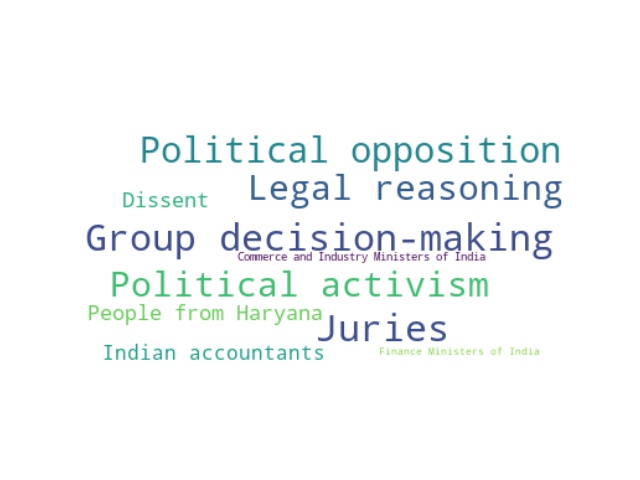 Political opposition
Legal reasoning
Dissent
Group decision-making
Commerce and Industry Ministers of India
Political activism
People from Haryana
Juries
Indian accountants
Finance Ministers of India